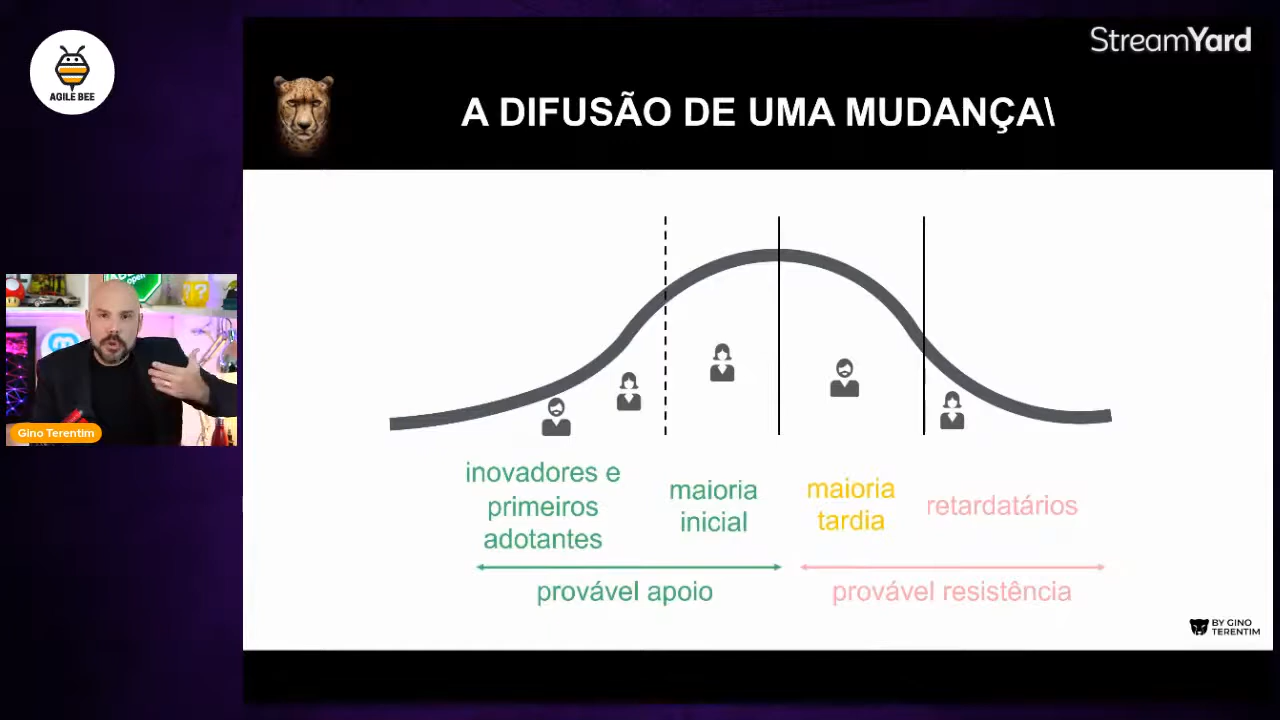 StreamYard
AGILE BEE
A DIFUSÃO DE UMA MUDANÇA\
open
?
Gino Terentim
inovadores e
primeiros
adotantes
maioria
inicial
maioria
tardia
retardatários
provável apoio
provável resistência
BY GINO
TERENTIM